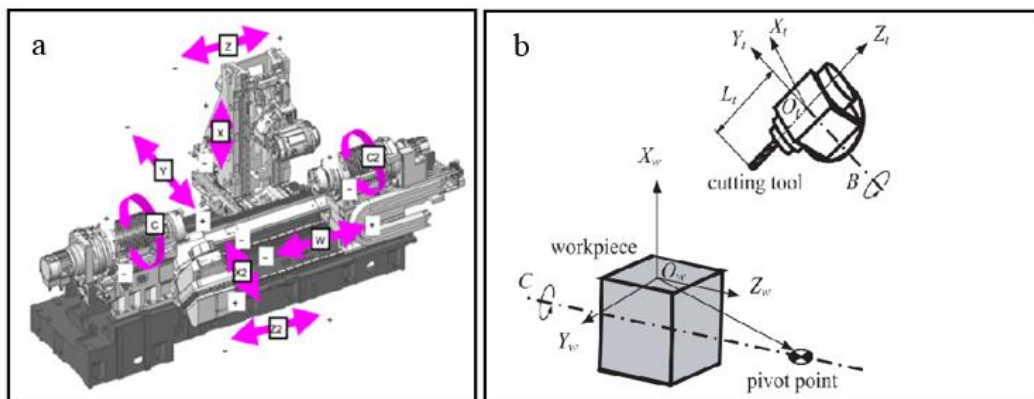 a
Z
+
-
X
+
-
Y
-
+
C2
+
-
C
+
-
W
-
+
X2
-
+
Z2
-
+
b
Xt
Yt
Zt
Lt
Ot
cutting tool
B
Xw
workpiece
Ow
C
Zw
Yw
pivot point